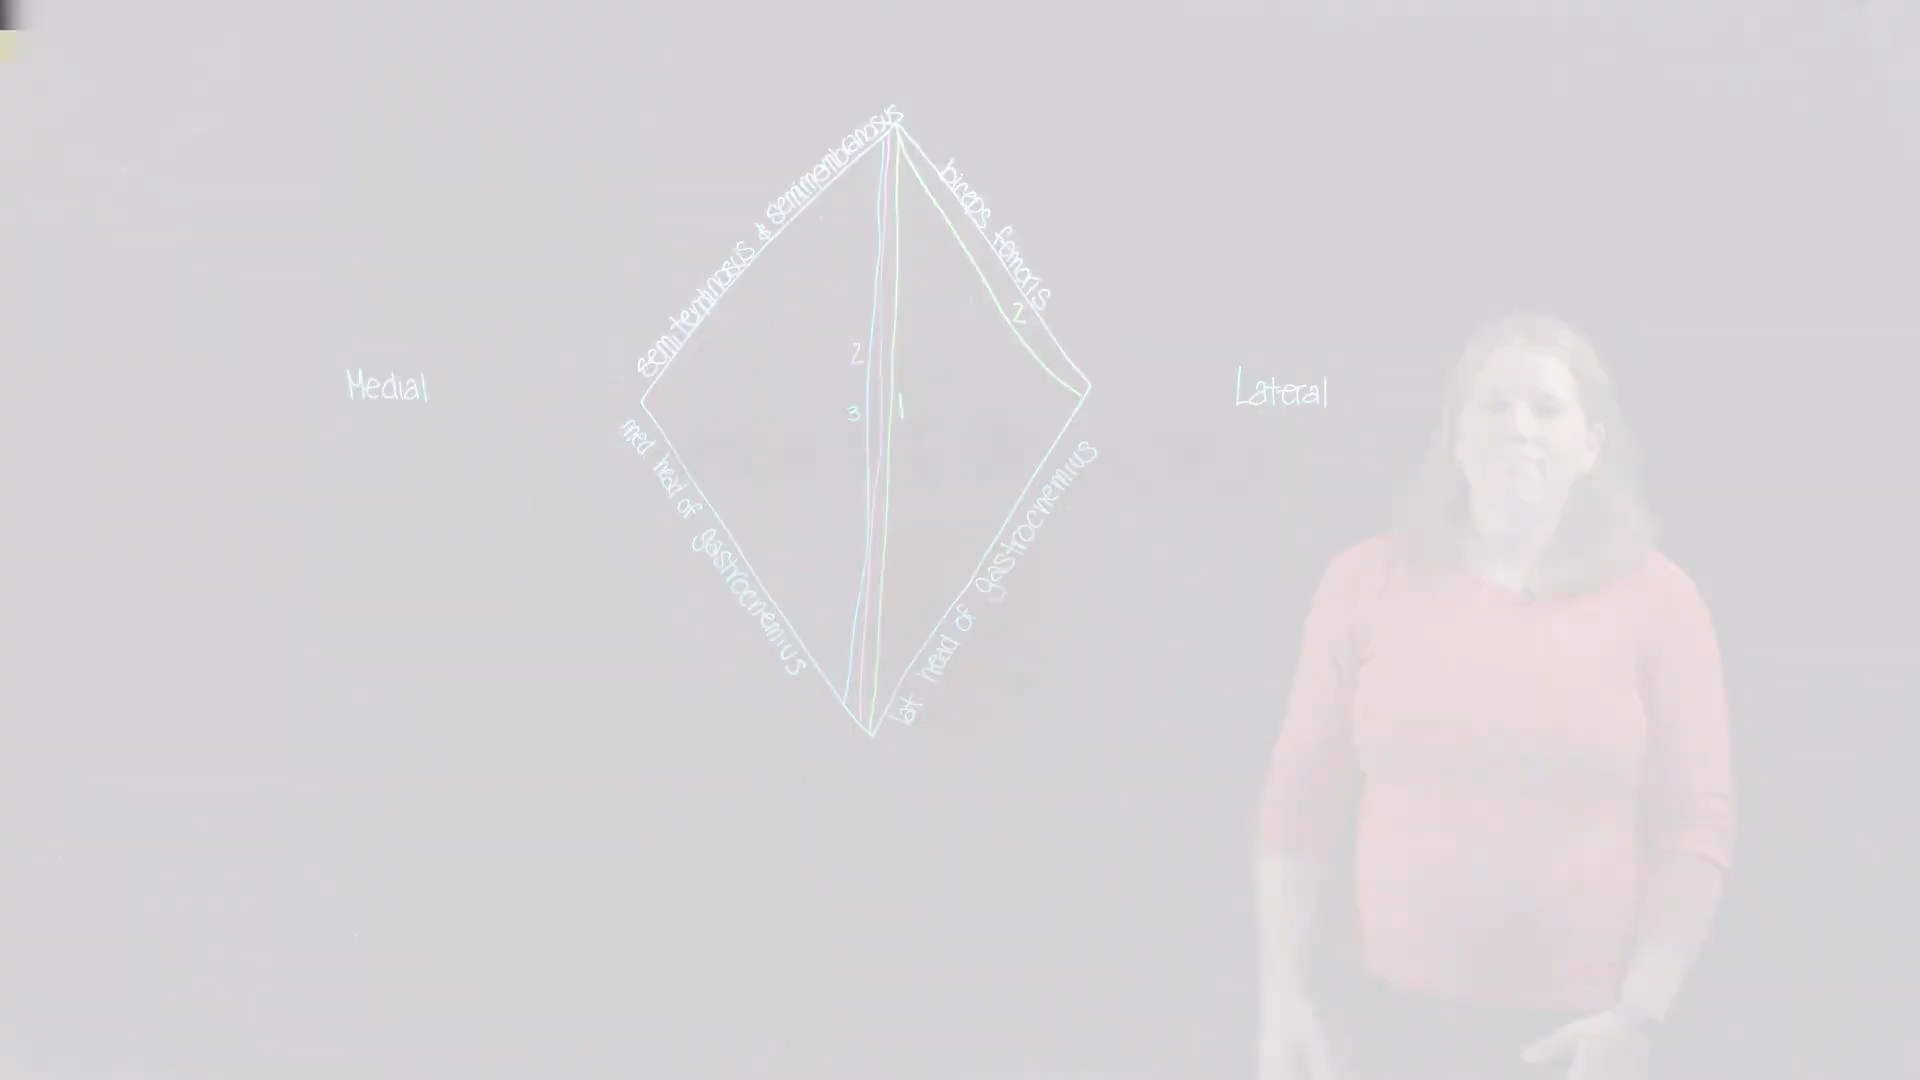 semitendinosus & semimembranosus
biceps femoris
2
2
Medial
Lateral
3
1
med. head of gastrocnemius
lat. head of gastrocnemius